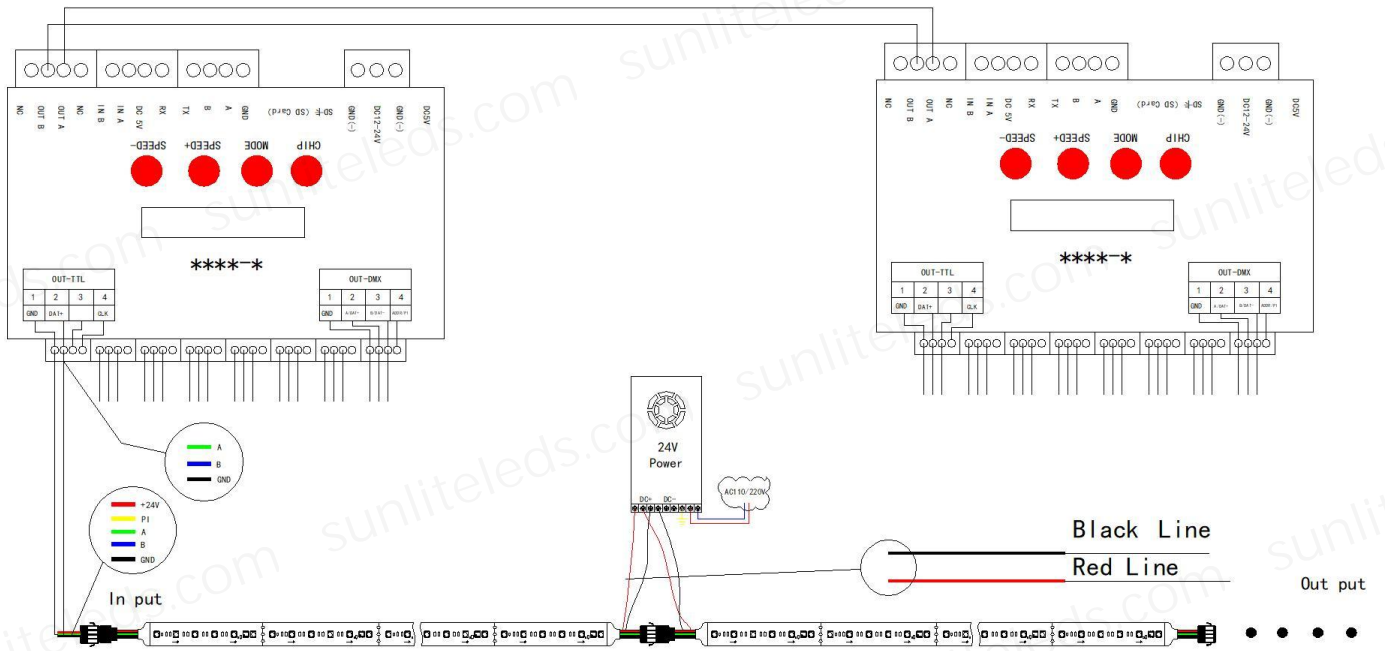 NC
OUT B
OUT A
NC
IN B
IN A
DC 5V
RX
TX
B
A
GND
SD卡 (SD Card)
GND(-)
DC12-24V
GND(-)
DC5V
SPEED-
SPEED+
MODE
CHIP
****-*
OUT-TTL
1 2 3 4
GND DAT+ CLK
OUT-DMX
1 2 3 4
GND A/DAT+ B/DAT- ADDR/PI
NC
OUT B
OUT A
NC
IN B
IN A
DC 5V
RX
TX
B
A
GND
SD卡 (SD Card)
GND(-)
DC12-24V
GND(-)
DC5V
SPEED-
SPEED+
MODE
CHIP
****-*
OUT-TTL
1 2 3 4
GND DAT+ CLK
OUT-DMX
1 2 3 4
GND A/DAT+ B/DAT- ADDR/PI
A
B
GND
+24V
PI
A
B
GND
In put
24V
Power
DC+ DC-
AC110/220V
Black Line
Red Line
Out put
sunliteleds.com